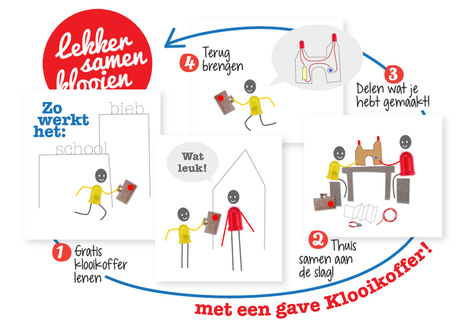 Lekker
samen
klooien
Zo
werkt
het:
bieb
school
1 Gratis
klooikoffer
lenen
Wat
leuk!
2 Thuis
samen aan
de slag!
3
Delen wat je
hebt gemaakt!
4 Terug
brengen
met een gave Klooikoffer!